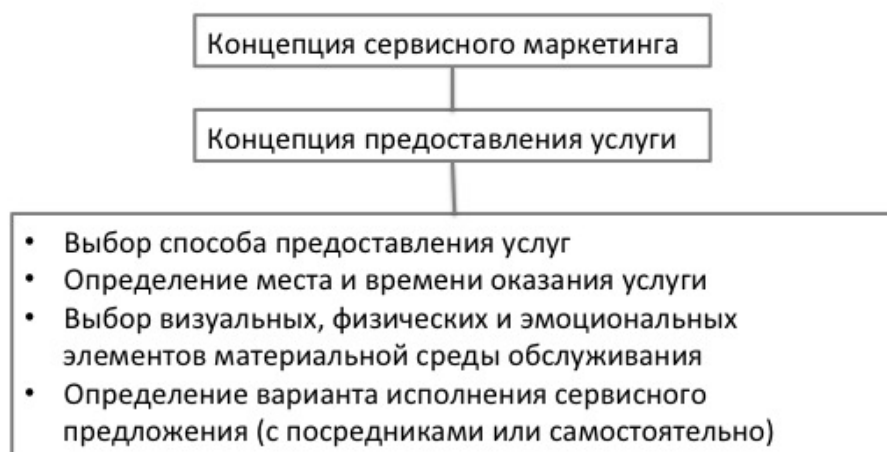 Концепция сервисного маркетинга
Концепция предоставления услуги
• Выбор способа предоставления услуг
• Определение места и времени оказания услуги
• Выбор визуальных, физических и эмоциональных
элементов материальной среды обслуживания
• Определение варианта исполнения сервисного
предложения (с посредниками или самостоятельно)